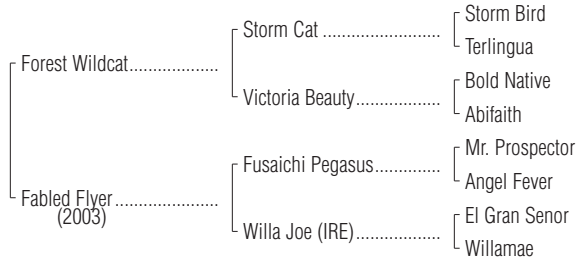 Storm Bird
Storm Cat ........................
Terlingua
Forest Wildcat..................
Bold Native
Victoria Beauty.................
Abifaith
Mr. Prospector
Fusaichi Pegasus.............
Angel Fever
Fabled Flyer.....................
(2003)
El Gran Senor
Willa Joe (IRE).................
Willamae